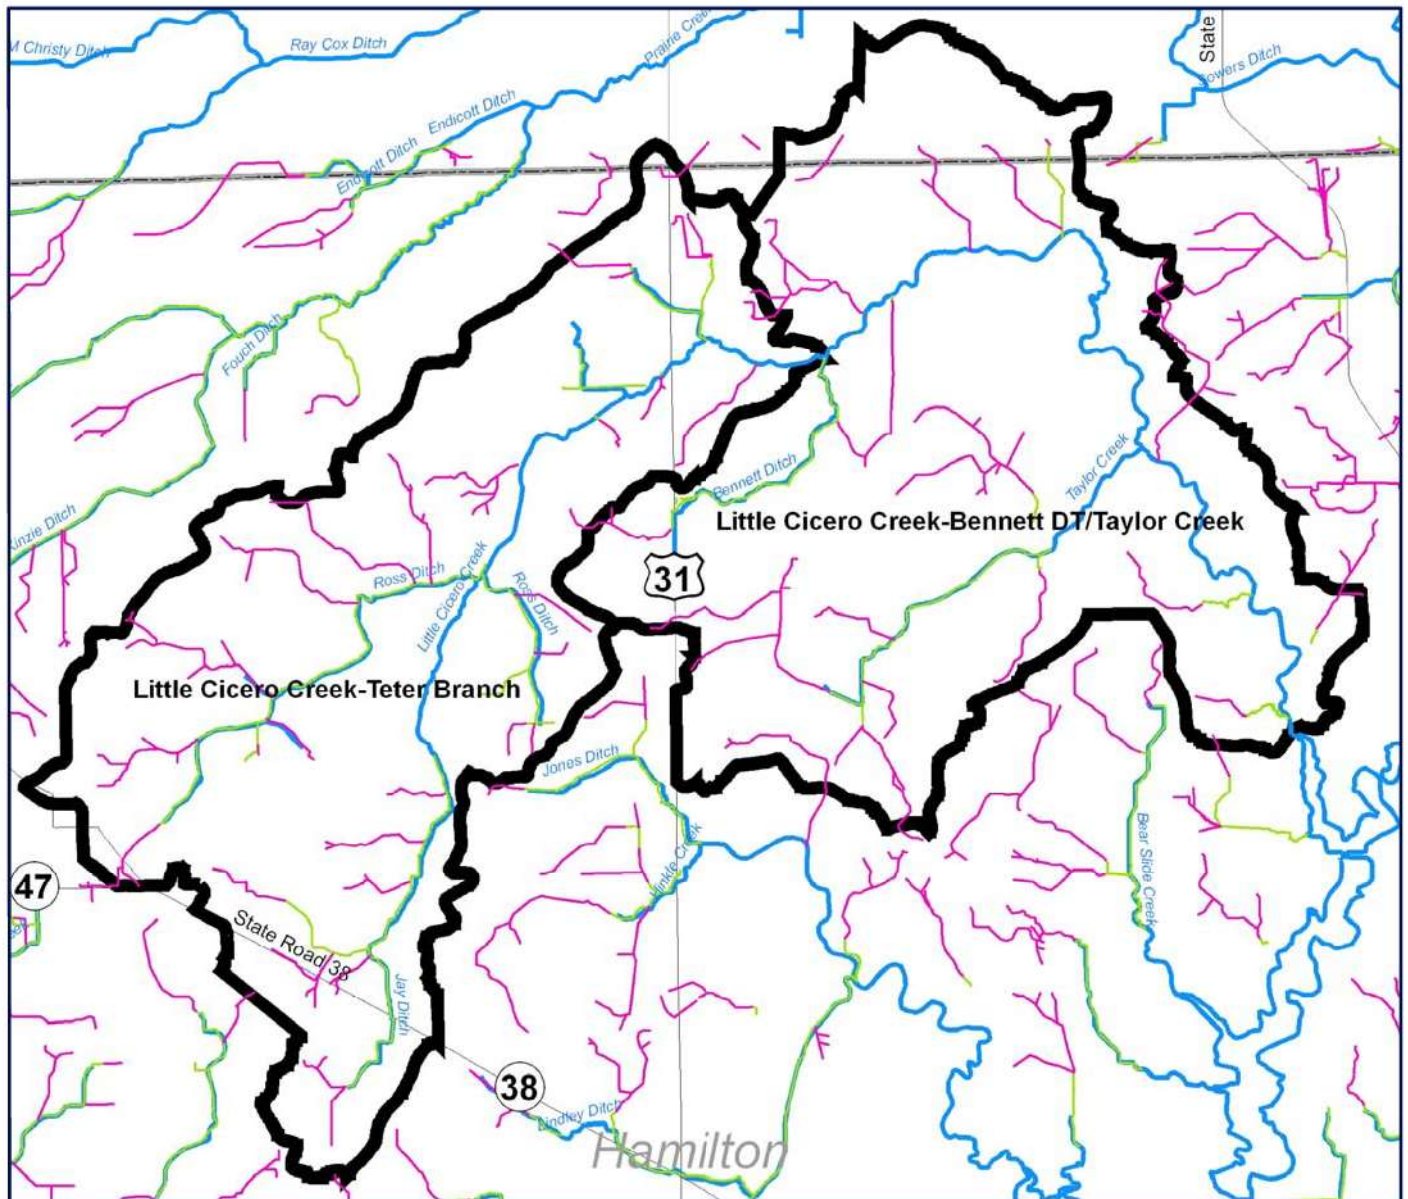 State
M Christy Ditch
Ray Cox Ditch
Prairie Creek
Bowers Ditch
Endicott Ditch
Endicott Ditch
Fouch Ditch
Taylor Creek
Bennett Ditch
Little Cicero Creek-Bennett DT/Taylor Creek
Kinzie Ditch
31
Ross Ditch
Little Cicero Creek
Ross Ditch
Little Cicero Creek-Teter Branch
Jones Ditch
Hinkle Creek
Bear Slide Creek
47
State Road 38
Jay Ditch
38
Lindley Ditch
Hamilton